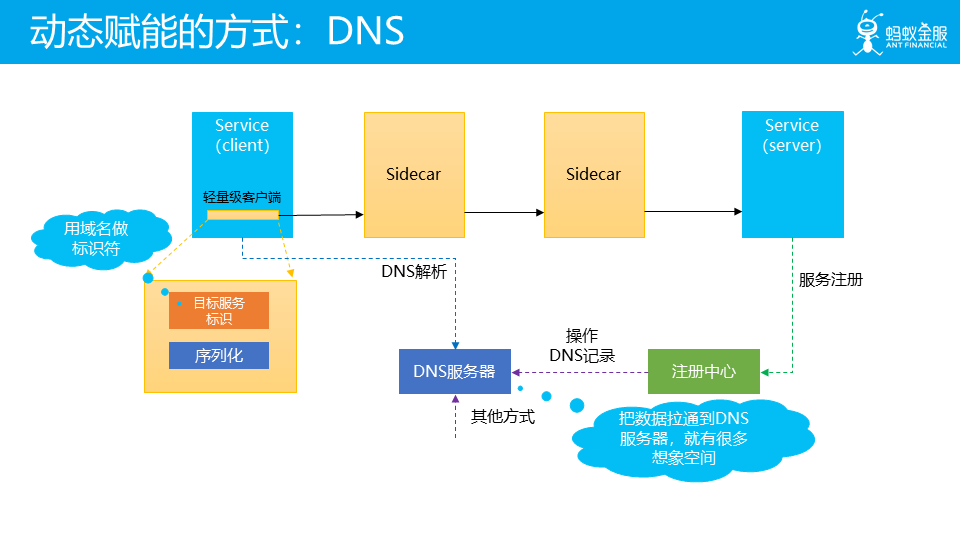 动态赋能的方式：DNS
蚂蚁金服
ANT FINANCIAL
Service
（client）
轻量级客户端
Sidecar
Sidecar
Service
（server）
用域名做
标识符
目标服务
标识
序列化
DNS解析
服务注册
操作
DNS记录
DNS服务器
注册中心
其他方式
把数据拉通到DNS
服务器，就有很多
想象空间